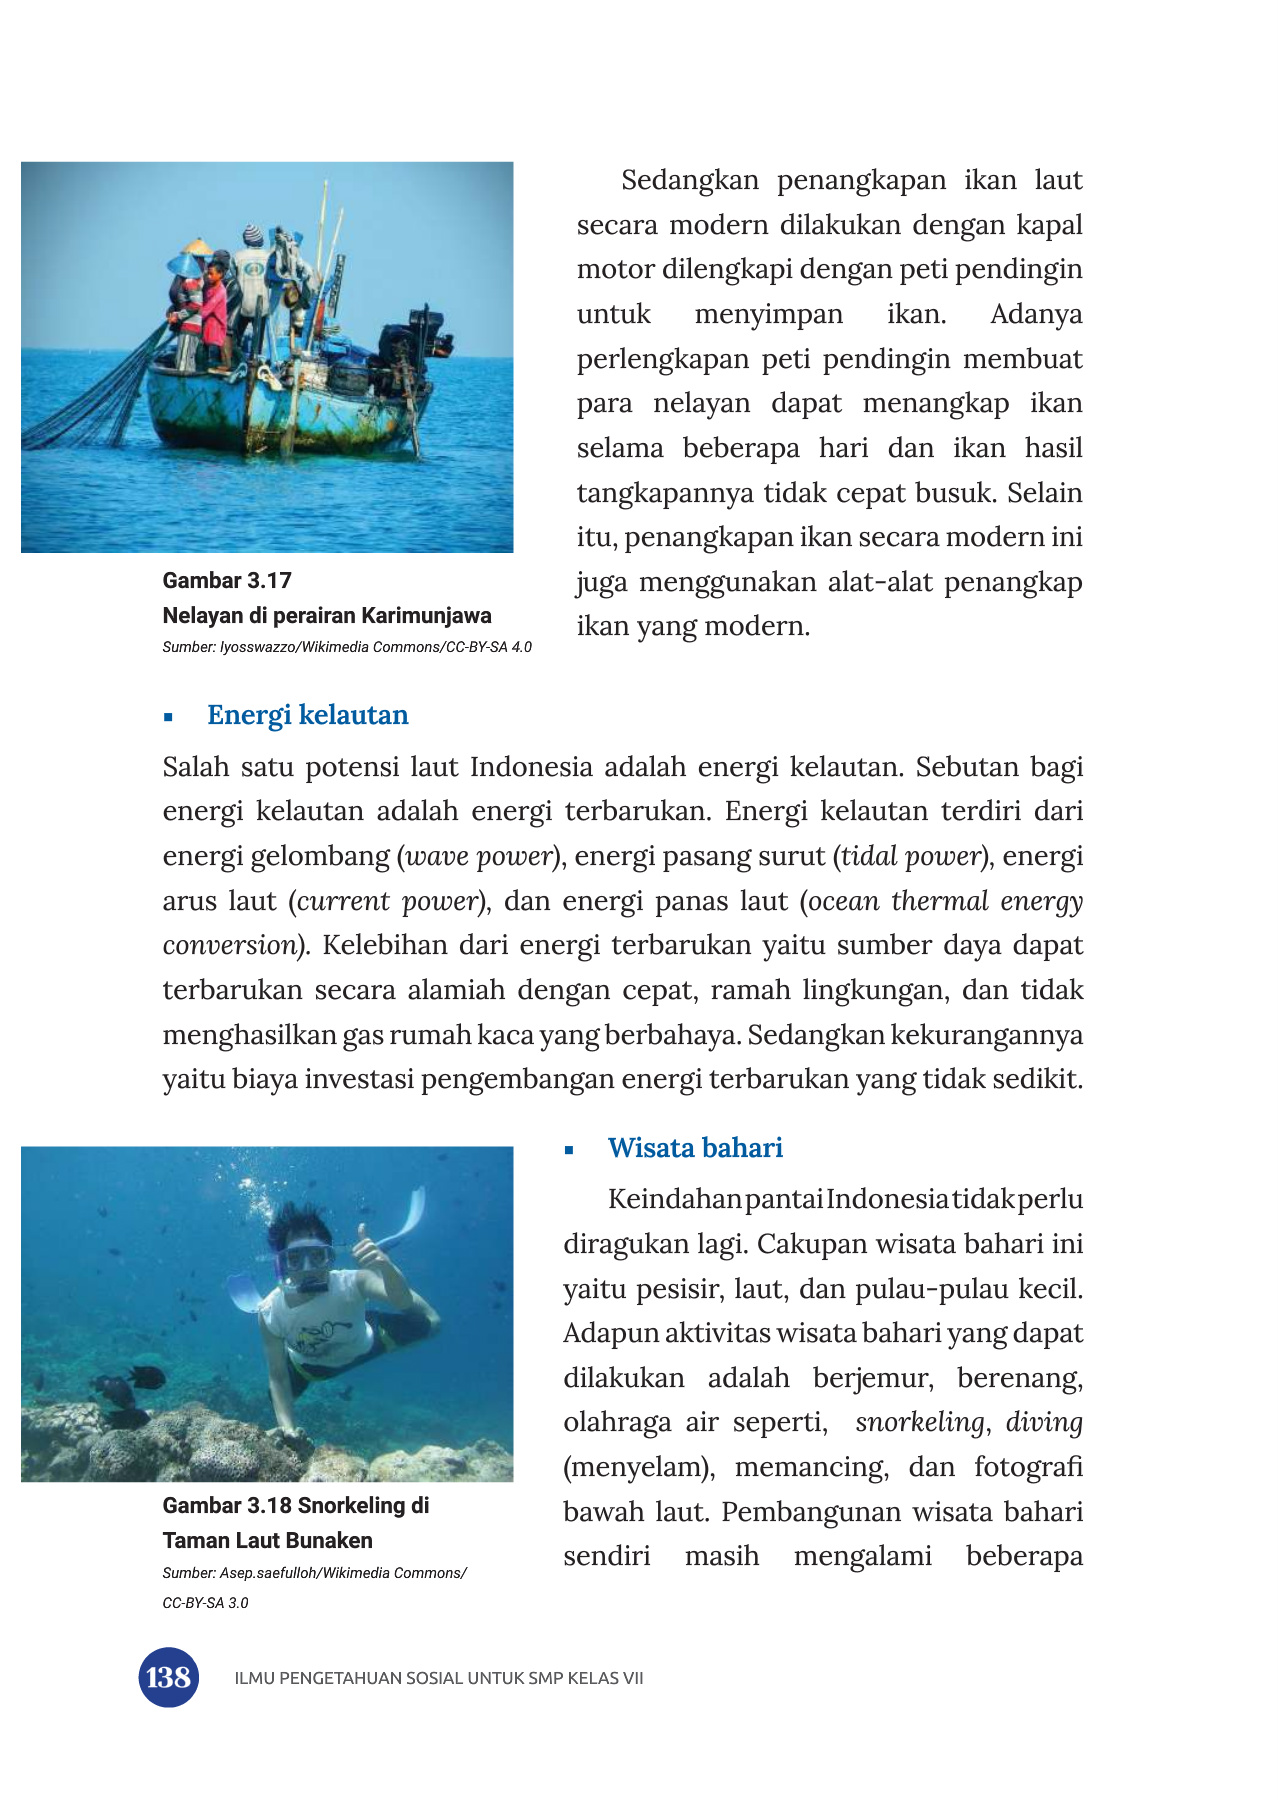 Sedangkan penangkapan ikan laut
secara modern dilakukan dengan kapal
motor dilengkapi dengan peti pendingin
untuk menyimpan ikan. Adanya
perlengkapan peti pendingin membuat
para nelayan dapat menangkap ikan
selama beberapa hari dan ikan hasil
tangkapannya tidak cepat busuk. Selain
itu, penangkapan ikan secara modern ini
juga menggunakan alat-alat penangkap
ikan yang modern.
Gambar 3.17
Nelayan di perairan Karimunjawa
Sumber: Iyosswazzo/Wikimedia Commons/CC-BY-SA 4.0
▪ Energi kelautan
Salah satu potensi laut Indonesia adalah energi kelautan. Sebutan bagi
energi kelautan adalah energi terbarukan. Energi kelautan terdiri dari
energi gelombang (wave power), energi pasang surut (tidal power), energi
arus laut (current power), dan energi panas laut (ocean thermal energy
conversion). Kelebihan dari energi terbarukan yaitu sumber daya dapat
terbarukan secara alamiah dengan cepat, ramah lingkungan, dan tidak
menghasilkan gas rumah kaca yang berbahaya. Sedangkan kekurangannya
yaitu biaya investasi pengembangan energi terbarukan yang tidak sedikit.
▪ Wisata bahari
Keindahan pantai Indonesia tidak perlu
diragukan lagi. Cakupan wisata bahari ini
yaitu pesisir, laut, dan pulau-pulau kecil.
Adapun aktivitas wisata bahari yang dapat
dilakukan adalah berjemur, berenang,
olahraga air seperti, snorkeling, diving
(menyelam), memancing, dan fotografi
bawah laut. Pembangunan wisata bahari
sendiri masih mengalami beberapa
Gambar 3.18 Snorkeling di
Taman Laut Bunaken
Sumber: Asep.saefulloh/Wikimedia Commons/
CC-BY-SA 3.0
138 ILMU PENGETAHUAN SOSIAL UNTUK SMP KELAS VII